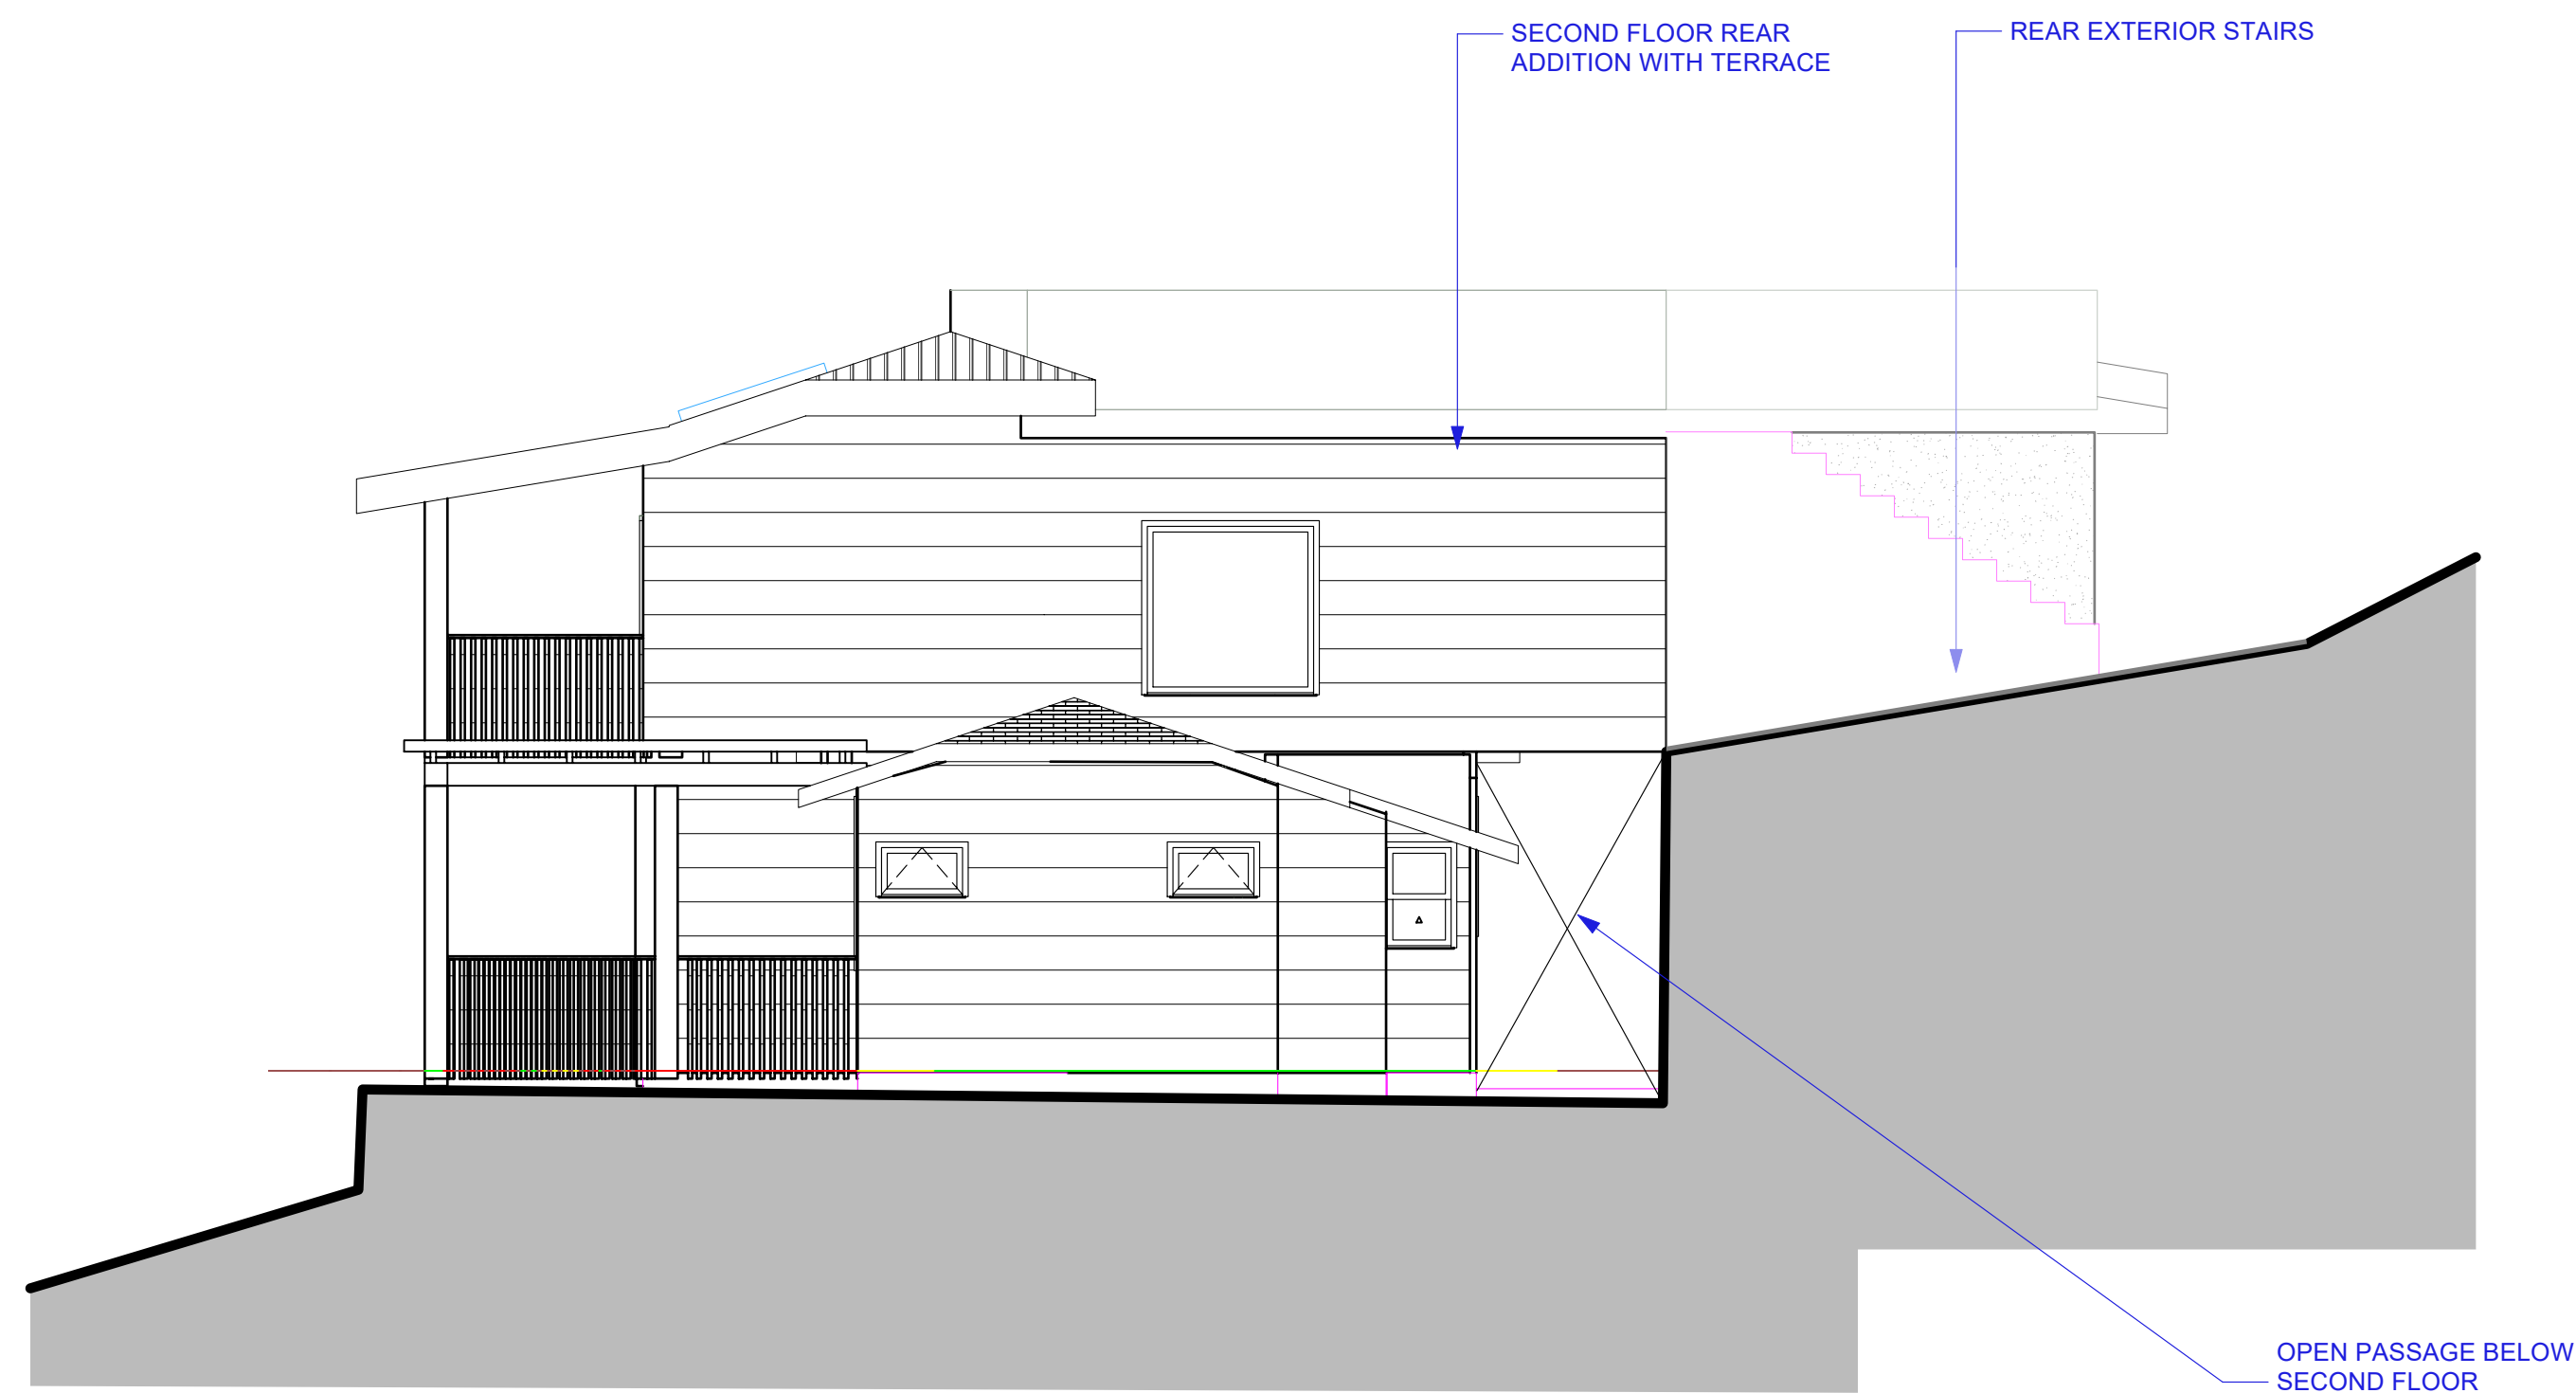 SECOND FLOOR REAR
ADDITION WITH TERRACE
REAR EXTERIOR STAIRS
OPEN PASSAGE BELOW
SECOND FLOOR